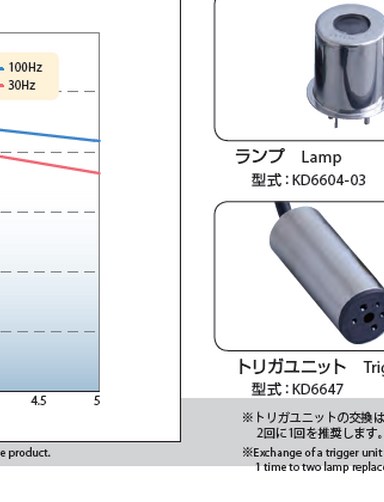 100Hz
30Hz
4.5 5
e product.
ランプ Lamp
型式：KD6604-03
トリガユニット Trig
型式：KD6647
※トリガユニットの交換は
2回に1回を推奨します。
※Exchange of a trigger unit
1 time to two lamp replace